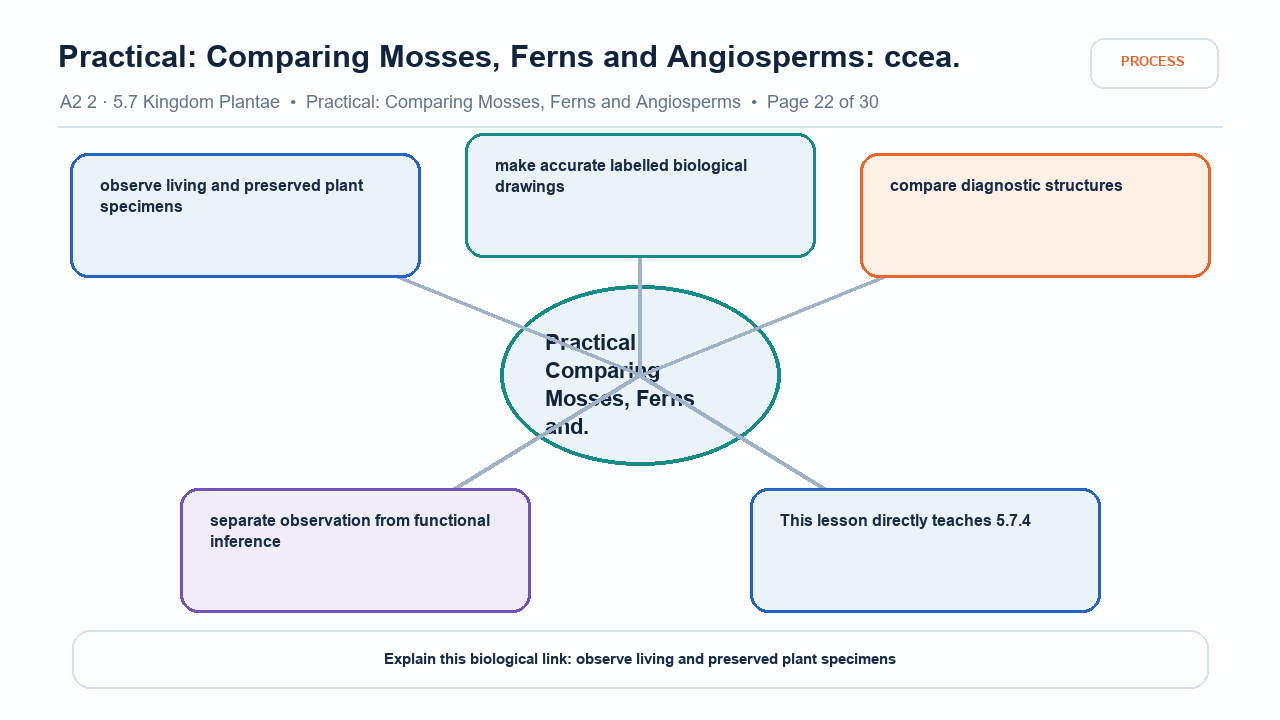 Practical: Comparing Mosses, Ferns and Angiosperms: ccea.
PROCESS
A2 2 · 5.7 Kingdom Plantae • Practical: Comparing Mosses, Ferns and Angiosperms • Page 22 of 30
observe living and preserved plant
specimens
make accurate labelled biological
drawings
compare diagnostic structures
Practical
Comparing
Mosses, Ferns
and.
separate observation from functional
inference
This lesson directly teaches 5.7.4
Explain this biological link: observe living and preserved plant specimens